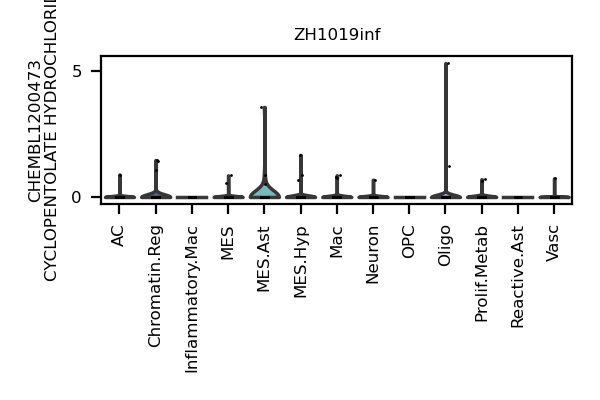 ZH1019inf
CHEMBL1200473
CYCLOPENTOLATE HYDROCHLORID
5
0
AC
Chromatin.Reg
Inflammatory.Mac
MES
MES.Ast
MES.Hyp
Mac
Neuron
OPC
Oligo
Prolif.Metab
Reactive.Ast
Vasc